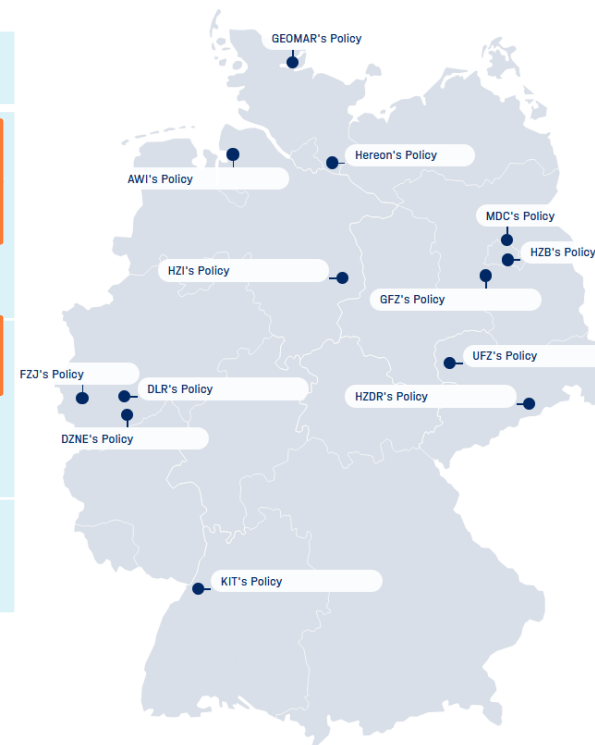 GEOMAR's Policy
Hereon's Policy
AWI's Policy
MDC's Policy
HZB's Policy
HZI's Policy
GFZ's Policy
UFZ's Policy
FZJ's Policy
DLR's Policy
HZDR's Policy
DZNE's Policy
KIT's Policy